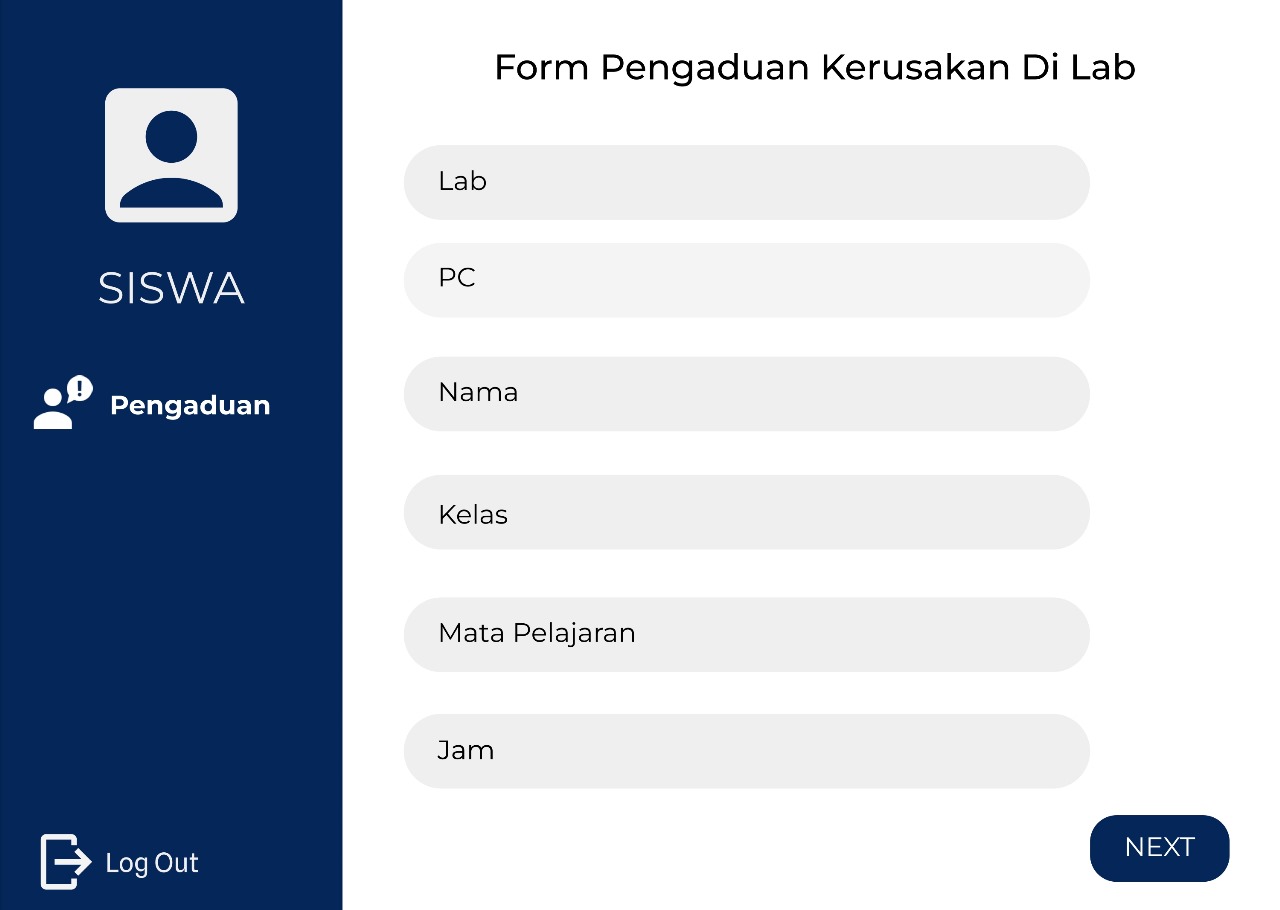 SISWA
Pengaduan
Log Out
Form Pengaduan Kerusakan Di Lab
Lab
PC
Nama
Kelas
Mata Pelajaran
Jam
NEXT